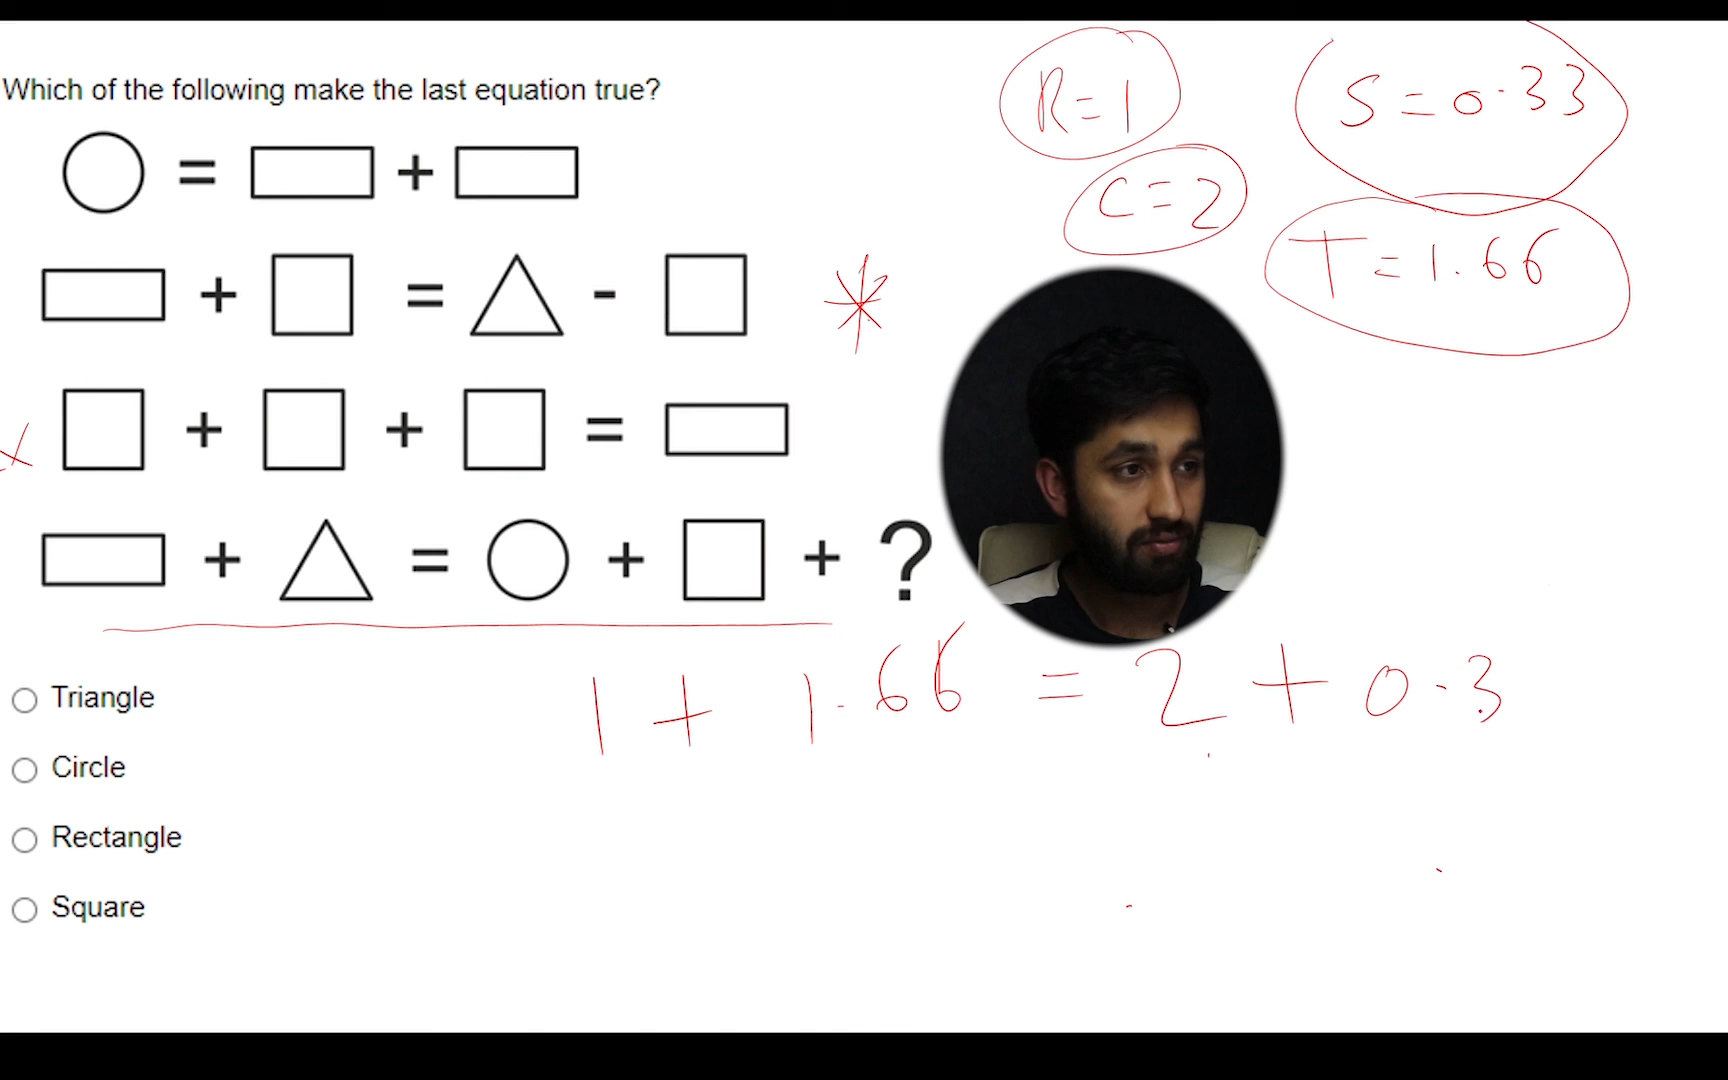 Which of the following make the last equation true?
R=1
S=0.33
C=2
= +
+ = -
T=1.66
+ + =
+ = + + ?
1 + 1.66 = 2 + 0.3
Triangle
Circle
Rectangle
Square